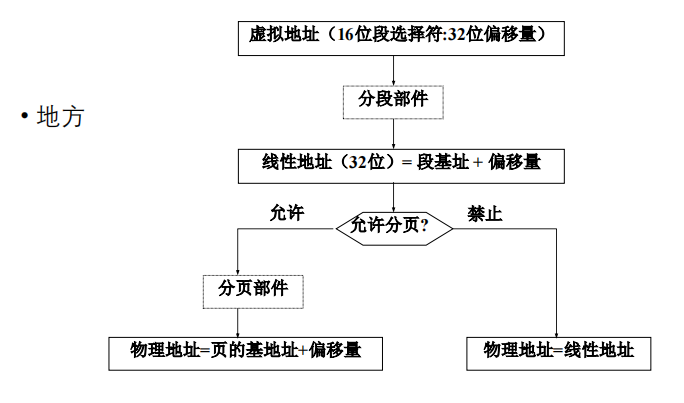 虚拟地址（16位段选择符:32位偏移量）
分段部件
• 地方
线性地址（32位）= 段基址 + 偏移量
允许
允许分页?
禁止
分页部件
物理地址=页的基地址+偏移量
物理地址=线性地址